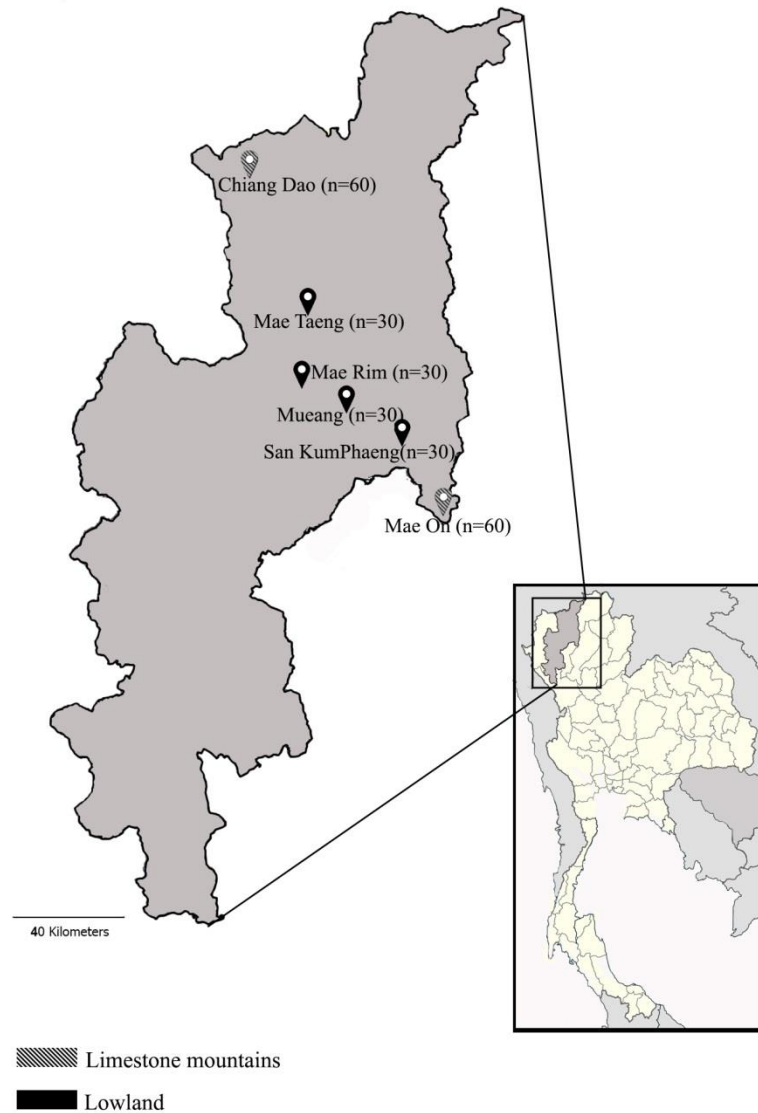 Chiang Dao (n=60)
Mae Taeng (n=30)
Mae Rim (n=30)
Mueang (n=30)
San KumPhaeng(n=30)
Mae On (n=60)
40 Kilometers
Limestone mountains
Lowland